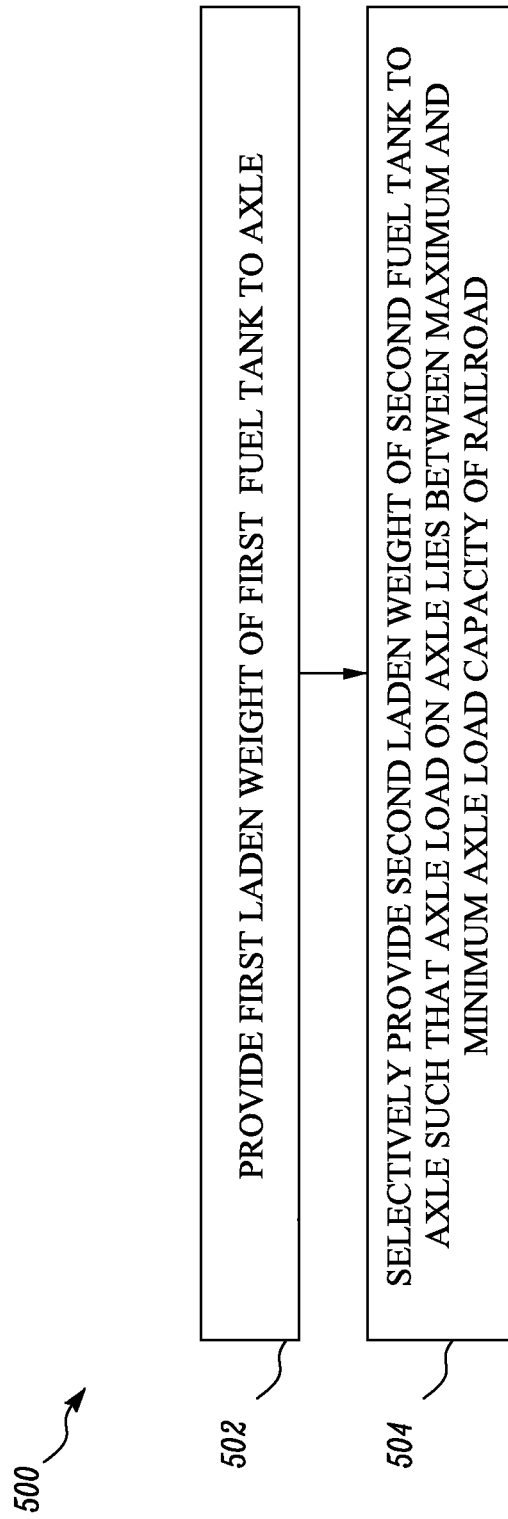 500
502
PROVIDE FIRST LADEN WEIGHT OF FIRST FUEL TANK TO AXLE
504
SELECTIVELY PROVIDE SECOND LADEN WEIGHT OF SECOND FUEL TANK TO
AXLE SUCH THAT AXLE LOAD ON AXLE LIES BETWEEN MAXIMUM AND
MINIMUM AXLE LOAD CAPACITY OF RAILROAD